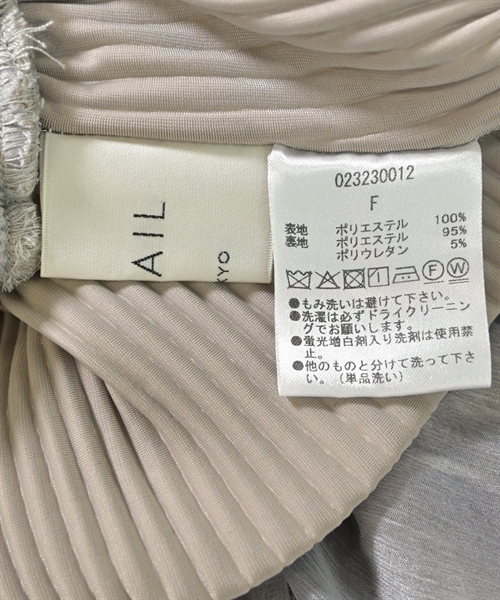 AIL
KYO
023230012
F
表地 ポリエステル 100%
裏地 ポリエステル 95%
ポリウレタン 5%
F W
●もみ洗いは避けて下さい。
●洗濯は必ずドライクリーニン
グでお願いします。
●蛍光増白剤入り洗剤は使用禁
止。
●他のものと分けて洗って下さ
い。（単品洗い）